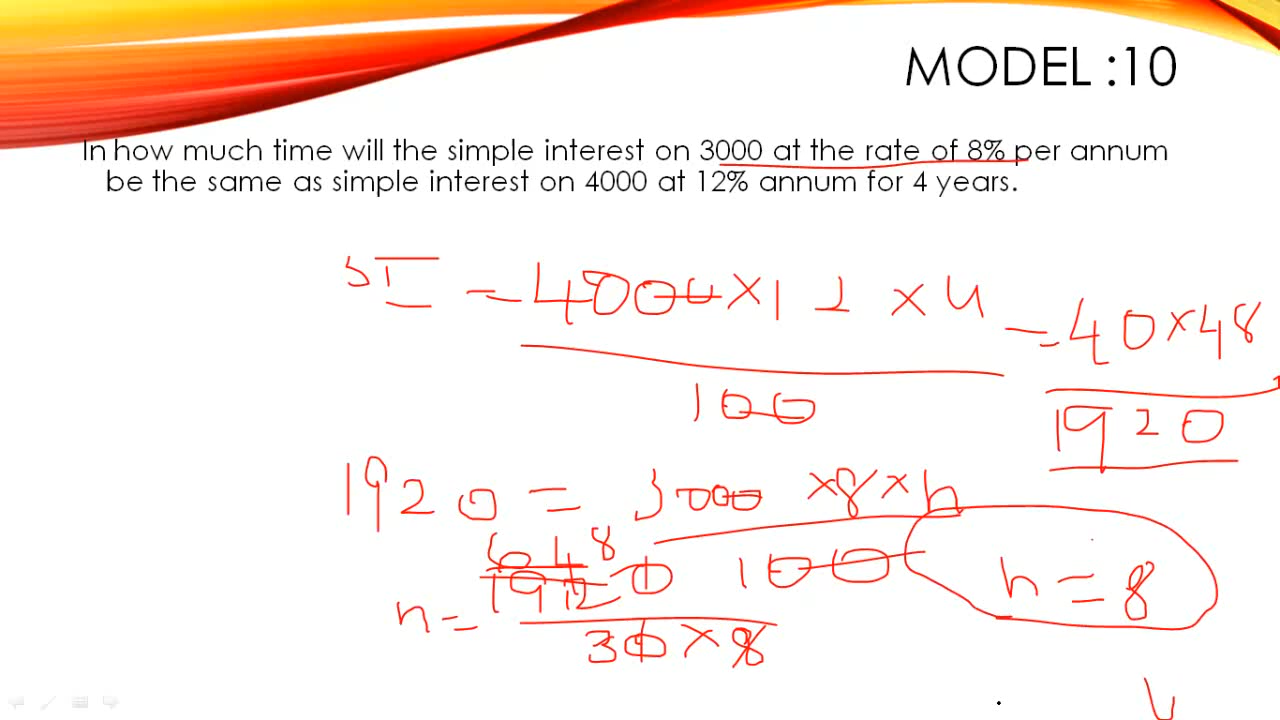 MODEL :10
In how much time will the simple interest on 3000 at the rate of 8% per annum
be the same as simple interest on 4000 at 12% annum for 4 years.
SI = 4000 × 12 × 4 = 40 × 48
100
1920
1920 = 3000 × 8 × n
100
n = 8
n = 1920
30 × 8